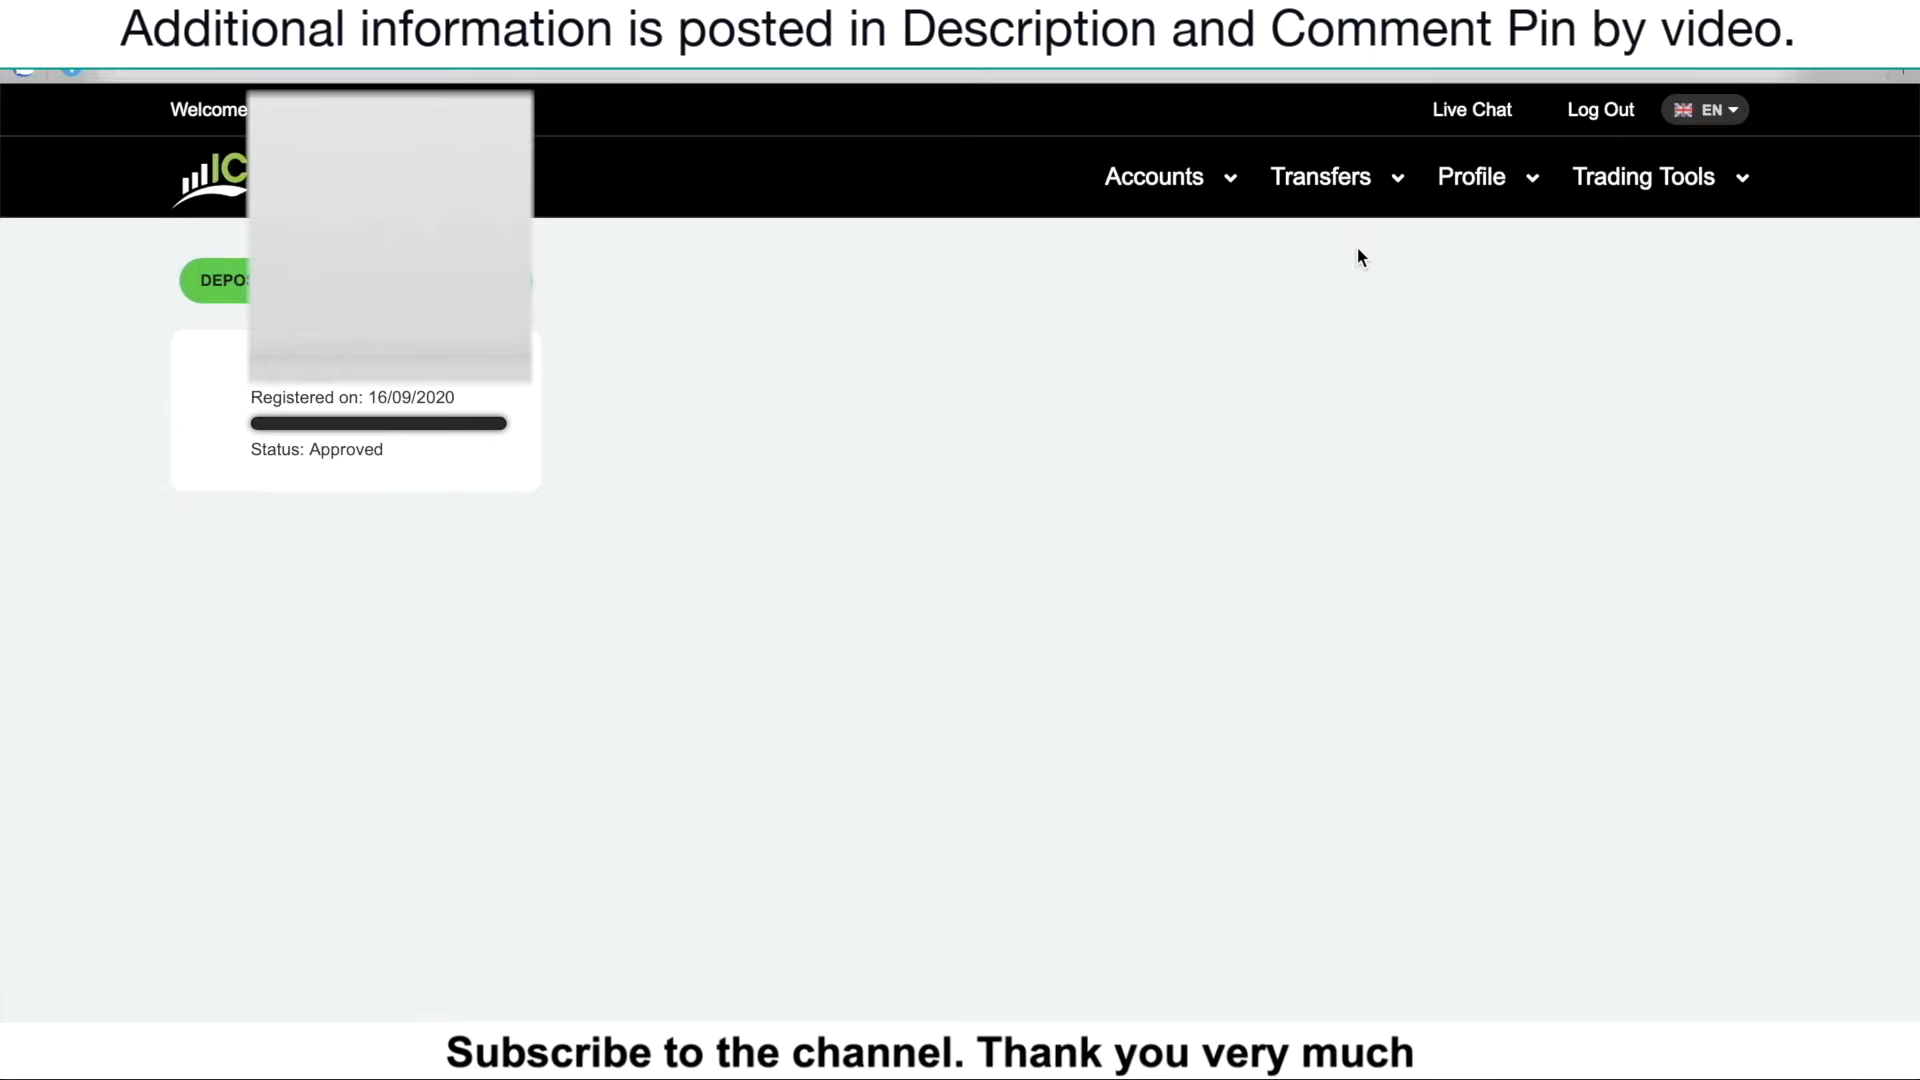 Additional information is posted in Description and Comment Pin by video.
Welcome
Live Chat
Log Out
EN
IC
Accounts
Transfers
Profile
Trading Tools
Registered on: 16/09/2020
Status: Approved
Subscribe to the channel. Thank you very much